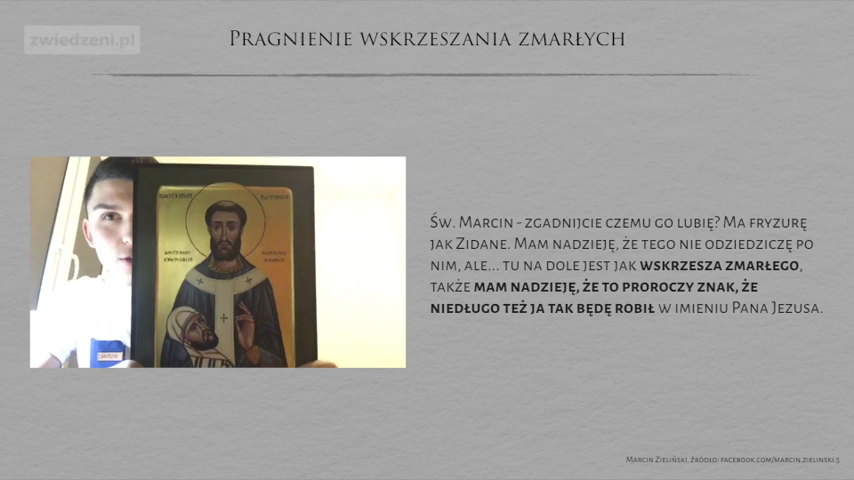 zwiedzeni.pl
Pragnienie wskrzeszania zmarłych
Św. Marcin - zgadnijcie czemu go lubię? Ma fryzurę
jak Zidane. Mam nadzieję, że tego nie odziedziczę po
nim, ale... tu na dole jest jak wskrzesza zmarłego,
także mam nadzieję, że to proroczy znak, że
niedługo też ja tak będę robił w imieniu Pana Jezusa.
Marcin Zieliński, źródło: facebook.com/marcin.zielinski.5